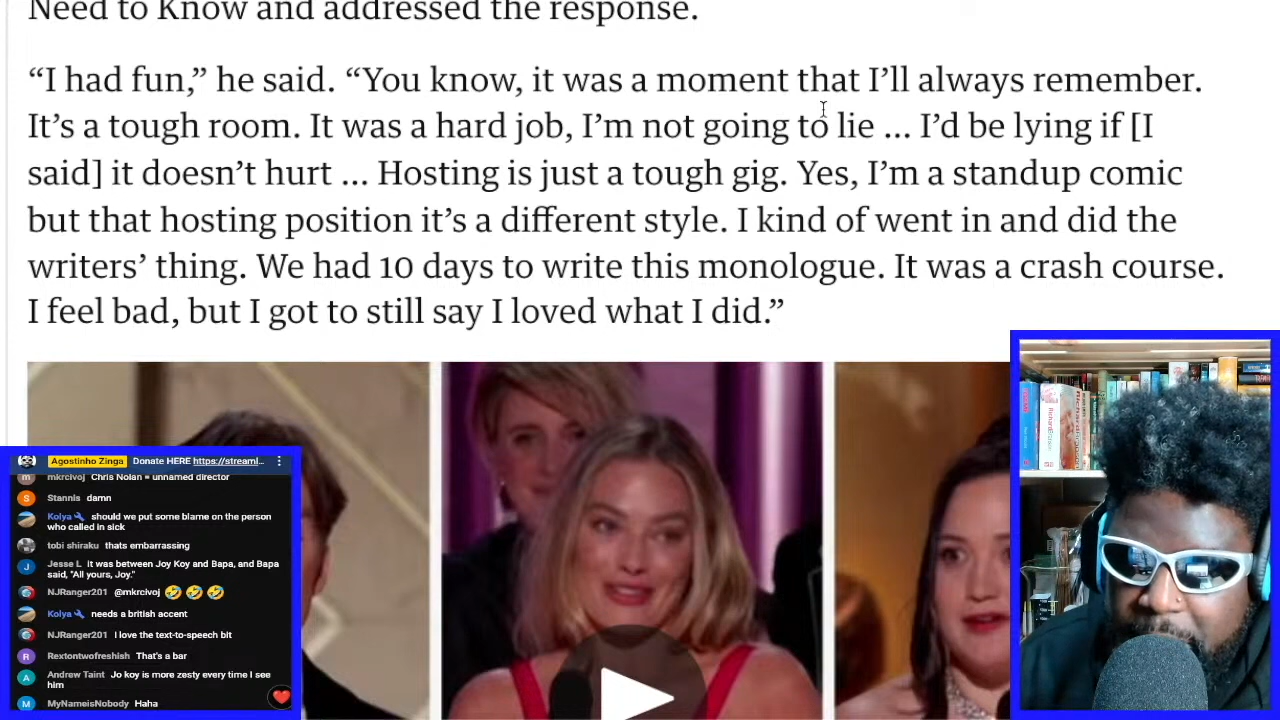 Need to Know and addressed the response.
“I had fun,” he said. “You know, it was a moment that I’ll always remember.
It’s a tough room. It was a hard job, I’m not going to lie ... I’d be lying if [I
said] it doesn’t hurt ... Hosting is just a tough gig. Yes, I’m a standup comic
but that hosting position it’s a different style. I kind of went in and did the
writers’ thing. We had 10 days to write this monologue. It was a crash course.
I feel bad, but I got to still say I loved what I did.”
Agostinho Zinga Donate HERE https://streaml...
mkrcivoj Chris Nolan = unnamed director
Stannis damn
Kolya should we put some blame on the person
who called in sick
tobi shiraku thats embarrassing
Jesse L it was between Joy Koy and Bapa, and Bapa
said, "All yours, Joy."
NJRanger201 @mkrcivoj 🤣 🤣 🤣
Kolya needs a british accent
NJRanger201 I love the text-to-speech bit
Rextontwofreshish That's a bar
Andrew Taint Jo koy is more zesty every time I see
him
MyNameisNobody Haha